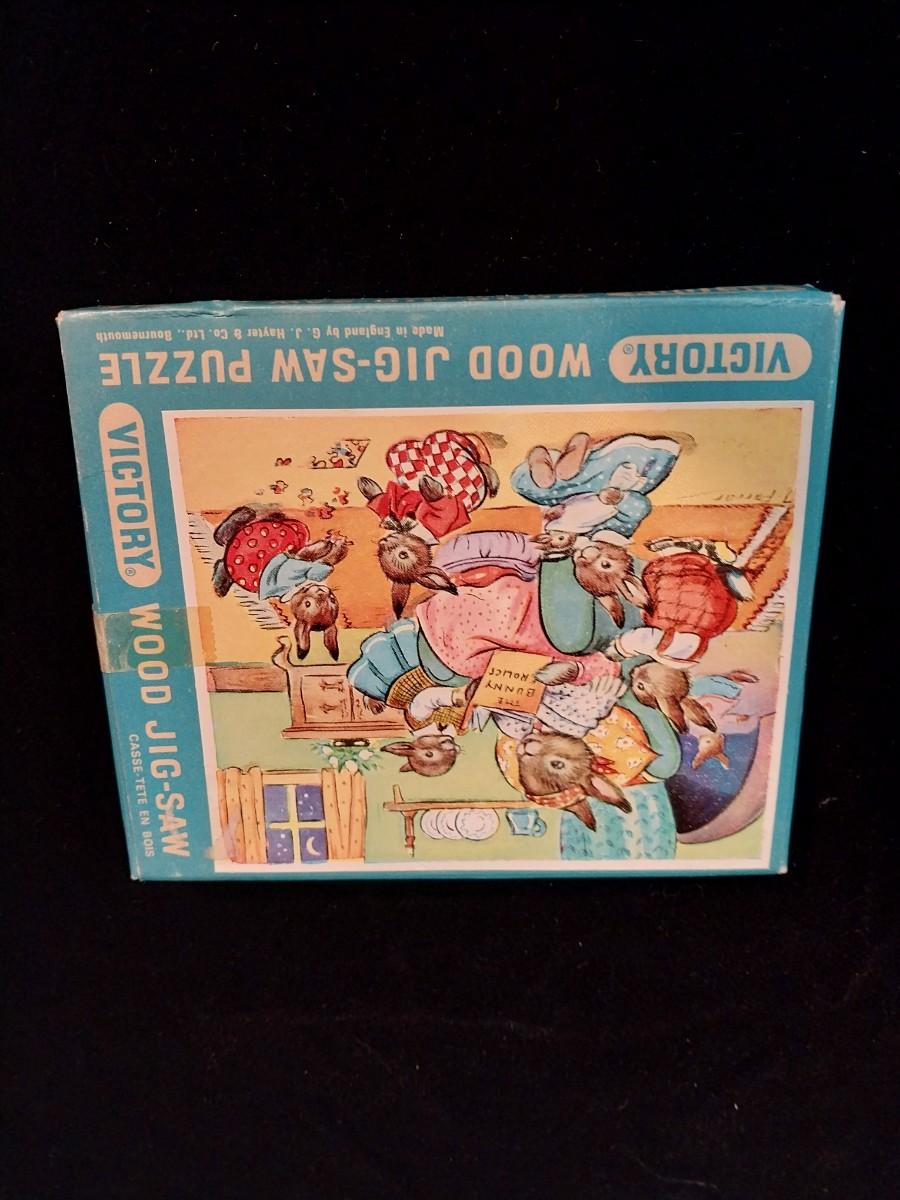 VICTORY® WOOD JIG-SAW PUZZLE
Made in England by G. J. Hayter & Co. Ltd., Bournemouth
VICTORY® WOOD JIG-SAW
CASSE-TETE EN BOIS
THE
BUNNY
FROLICS